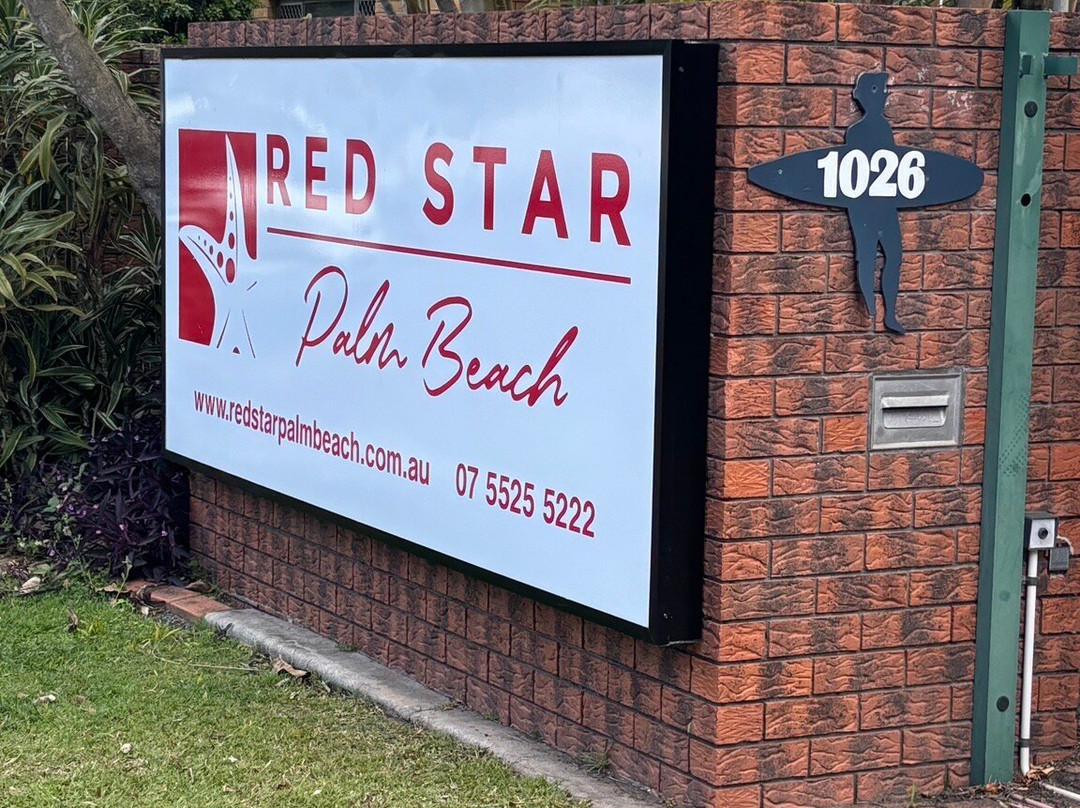 RED STAR
Palm Beach
www.redstarpalmbeach.com.au 07 5525 5222
1026